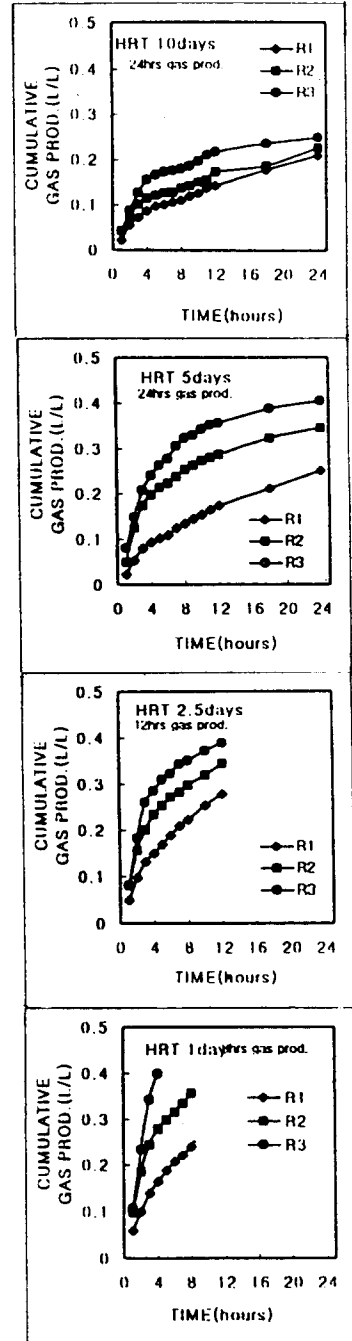 HRT 10days
24hrs gas prod.
R1
R2
R3
CUMULATIVE
GAS PROD.(L/L)
0.5
0.4
0.3
0.2
0.1
0
0 4 8 12 16 20 24
TIME(hours)
HRT 5days
24hrs gas prod.
CUMULATIVE
GAS PROD.(L/L)
0.5
0.4
0.3
0.2
0.1
0
R1
R2
R3
0 4 8 12 16 20 24
TIME(hours)
HRT 2.5days
12hrs gas prod.
CUMULATIVE
GAS PROD.(L/L)
0.5
0.4
0.3
0.2
0.1
0
R1
R2
R3
0 4 8 12 16 20 24
TIME(hours)
HRT 1day
hrs gas prod.
CUMULATIVE
GAS PROD.(L/L)
0.5
0.4
0.3
0.2
0.1
0
R1
R2
R3
0 4 8 12 16 20 24
TIME(hours)